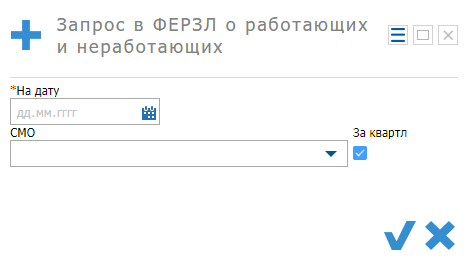 Запрос в ФЕРЗЛ о работающих
и неработающих
*На дату
дд.мм.гггг
СМО
За квартл